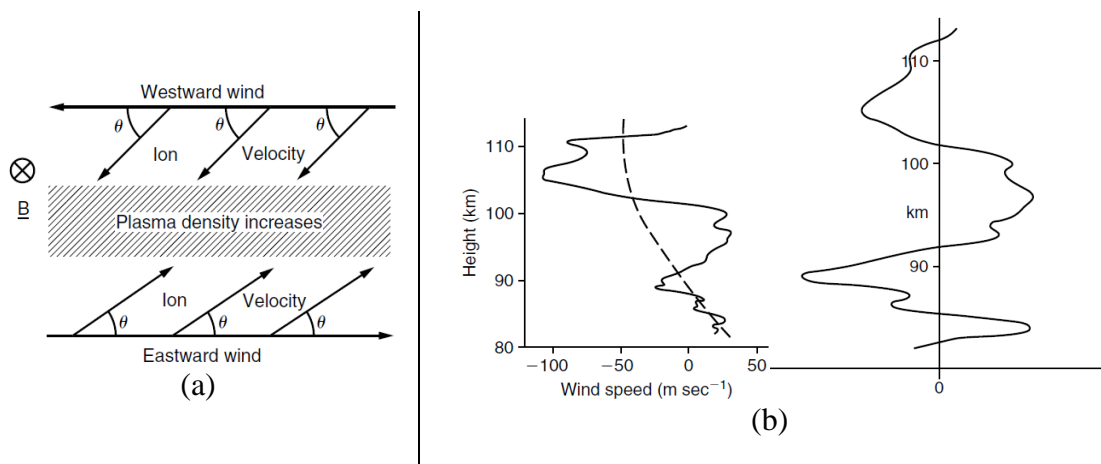 Westward wind
θ
θ
θ
Ion
Velocity
B
Plasma density increases
Ion
Velocity
θ
θ
θ
Eastward wind
(a)
110
100
90
80
Height (km)
−100
−50
0
50
Wind speed (m sec⁻¹)
110
100
km
90
0
(b)